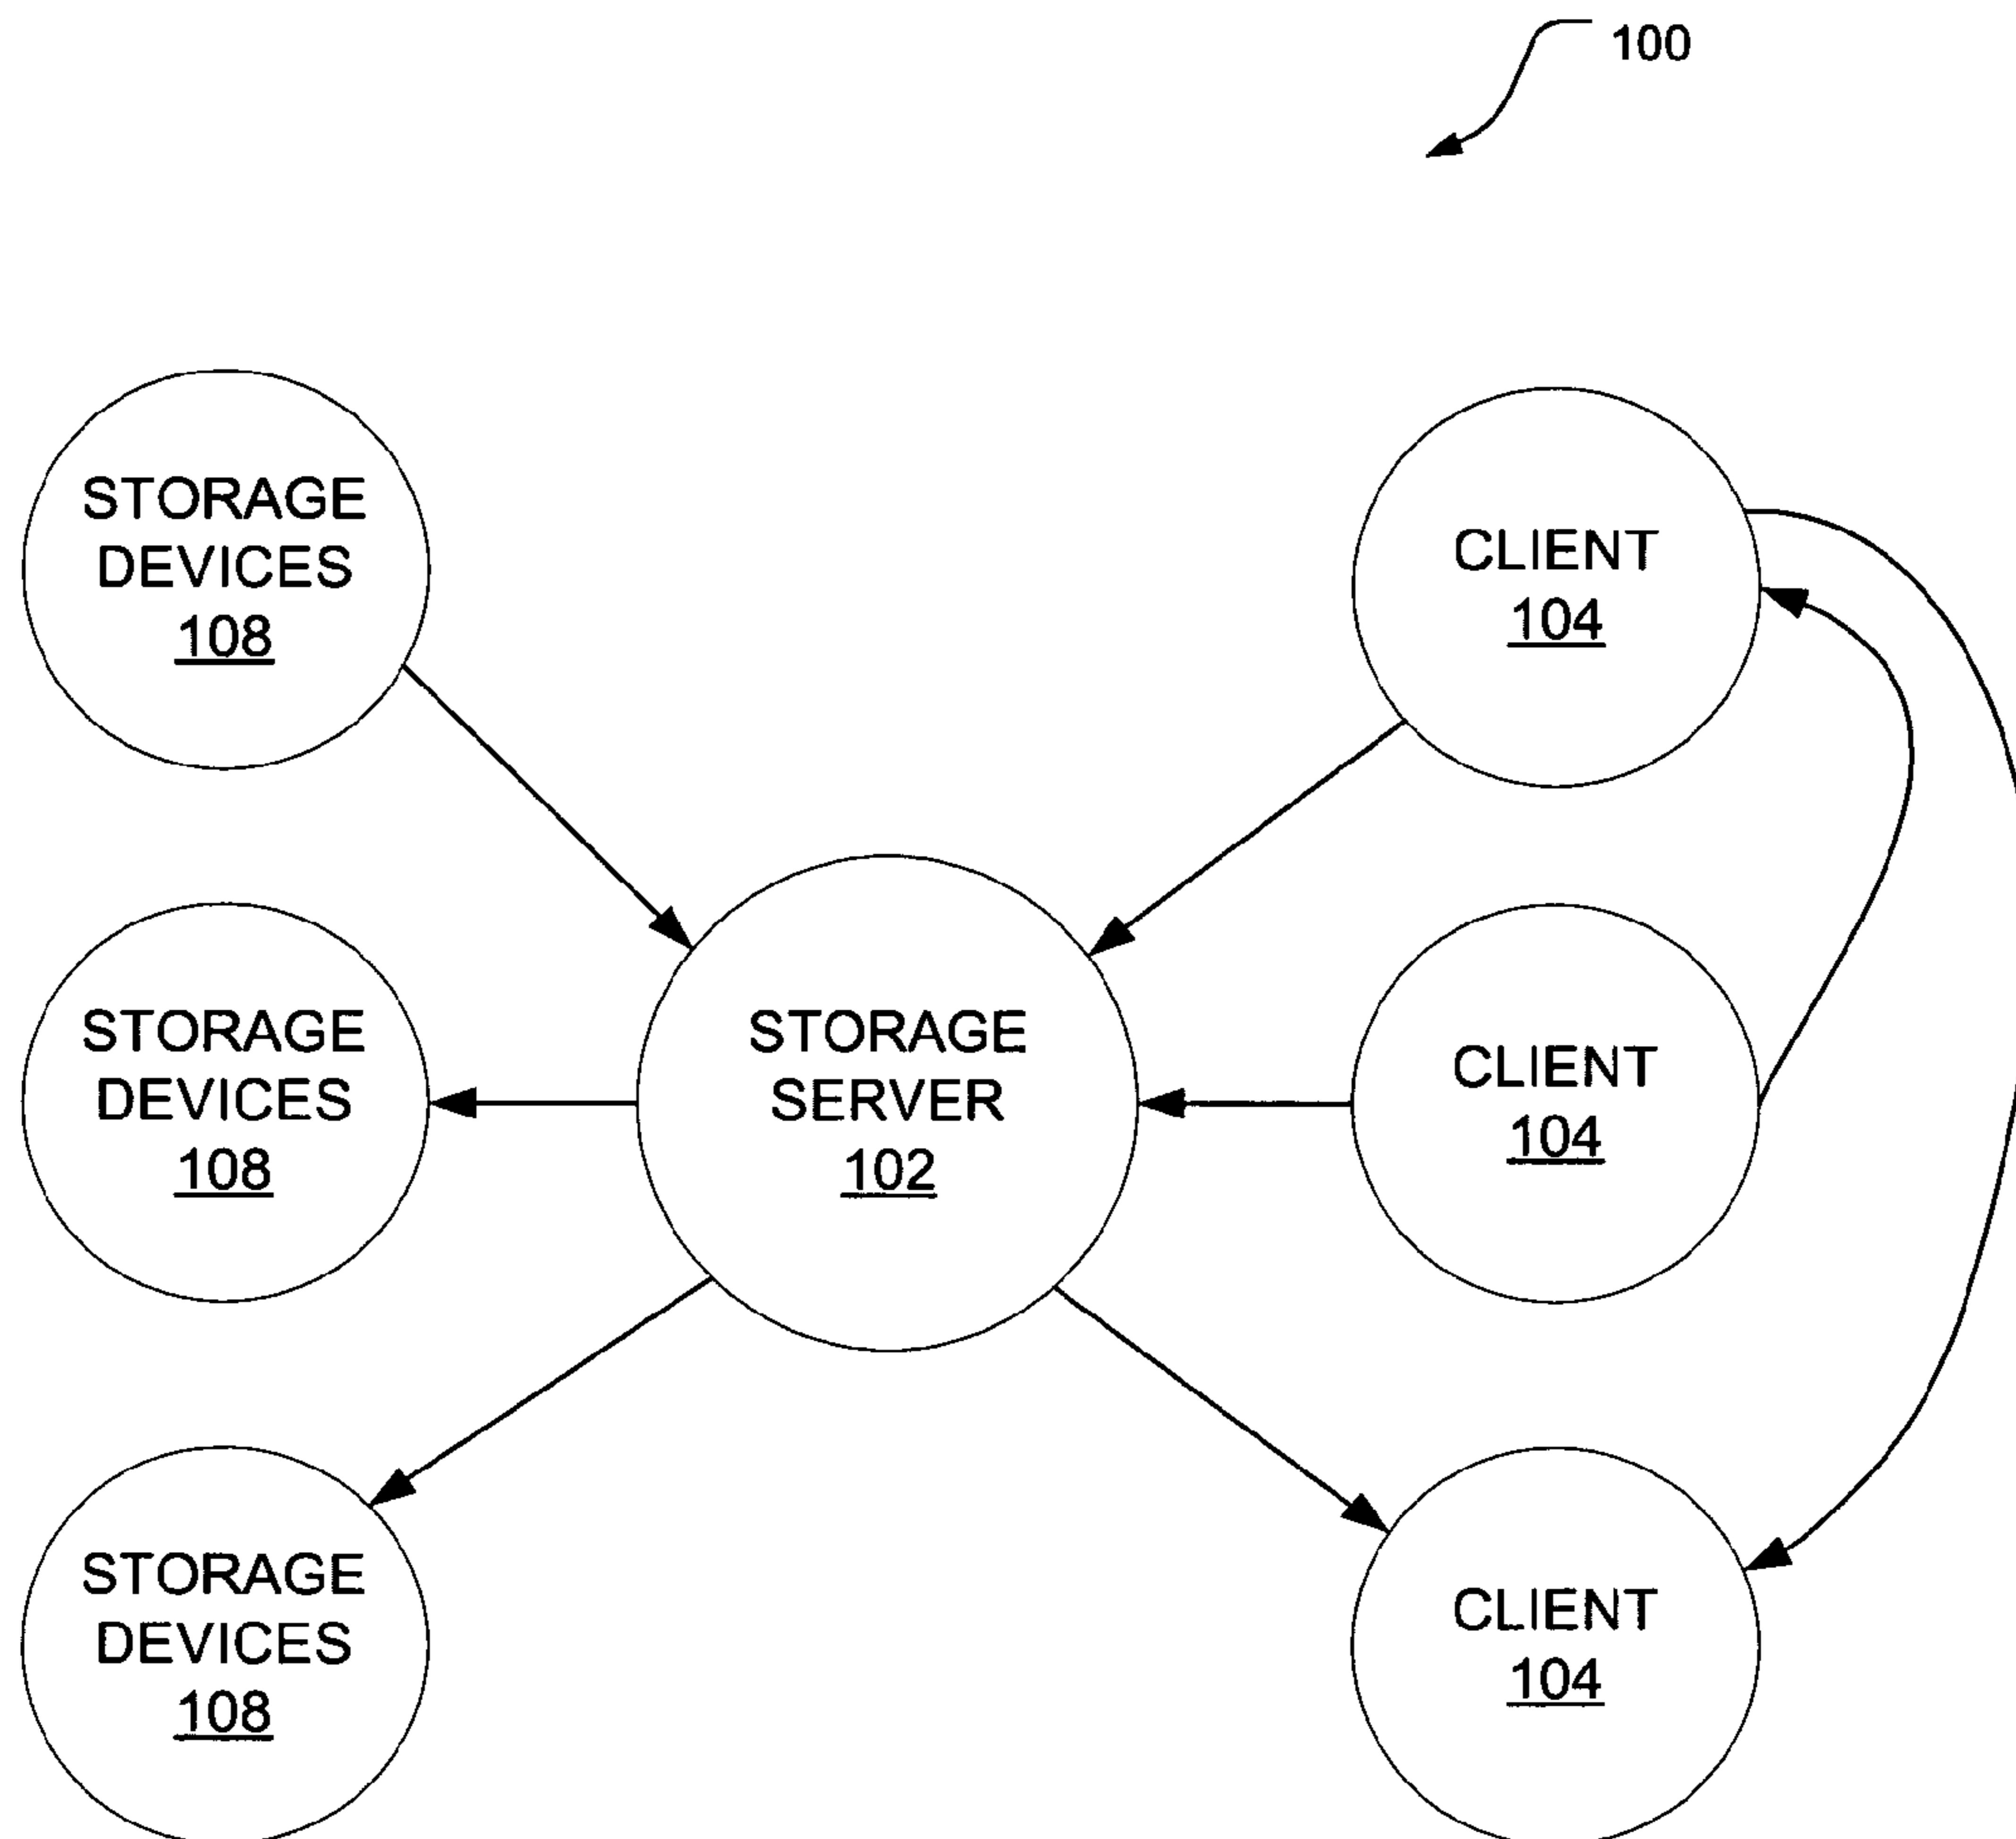 100
STORAGE
DEVICES
108
CLIENT
104
STORAGE
DEVICES
108
STORAGE
SERVER
102
CLIENT
104
STORAGE
DEVICES
108
CLIENT
104